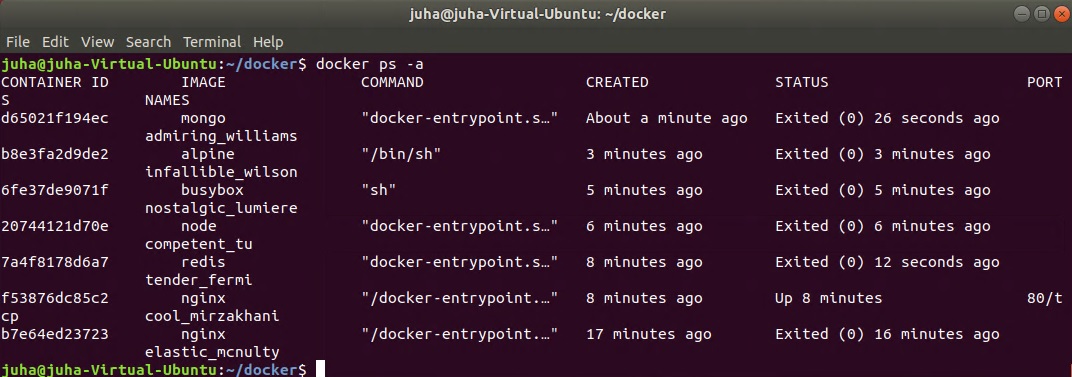 juha@juha-Virtual-Ubuntu: ~/docker
File Edit View Search Terminal Help
juha@juha-Virtual-Ubuntu:~/docker$ docker ps -a
CONTAINER ID        IMAGE               COMMAND                  CREATED              STATUS                      PORT
S               NAMES
d65021f194ec        mongo               "docker-entrypoint.s…"   About a minute ago   Exited (0) 26 seconds ago
                admiring_williams
b8e3fa2d9de2        alpine              "/bin/sh"                3 minutes ago        Exited (0) 3 minutes ago
                infallible_wilson
6fe37de9071f        busybox             "sh"                     5 minutes ago        Exited (0) 5 minutes ago
                nostalgic_lumiere
20744121d70e        node                "docker-entrypoint.s…"   6 minutes ago        Exited (0) 6 minutes ago
                competent_tu
7a4f8178d6a7        redis               "docker-entrypoint.s…"   8 minutes ago        Exited (0) 12 seconds ago
                tender_fermi
f53876dc85c2        nginx               "/docker-entrypoint.…"   8 minutes ago        Up 8 minutes                80/t
cp              cool_mirzakhani
b7e64ed23723        nginx               "/docker-entrypoint.…"   17 minutes ago       Exited (0) 16 minutes ago
                elastic_mcnulty
juha@juha-Virtual-Ubuntu:~/docker$